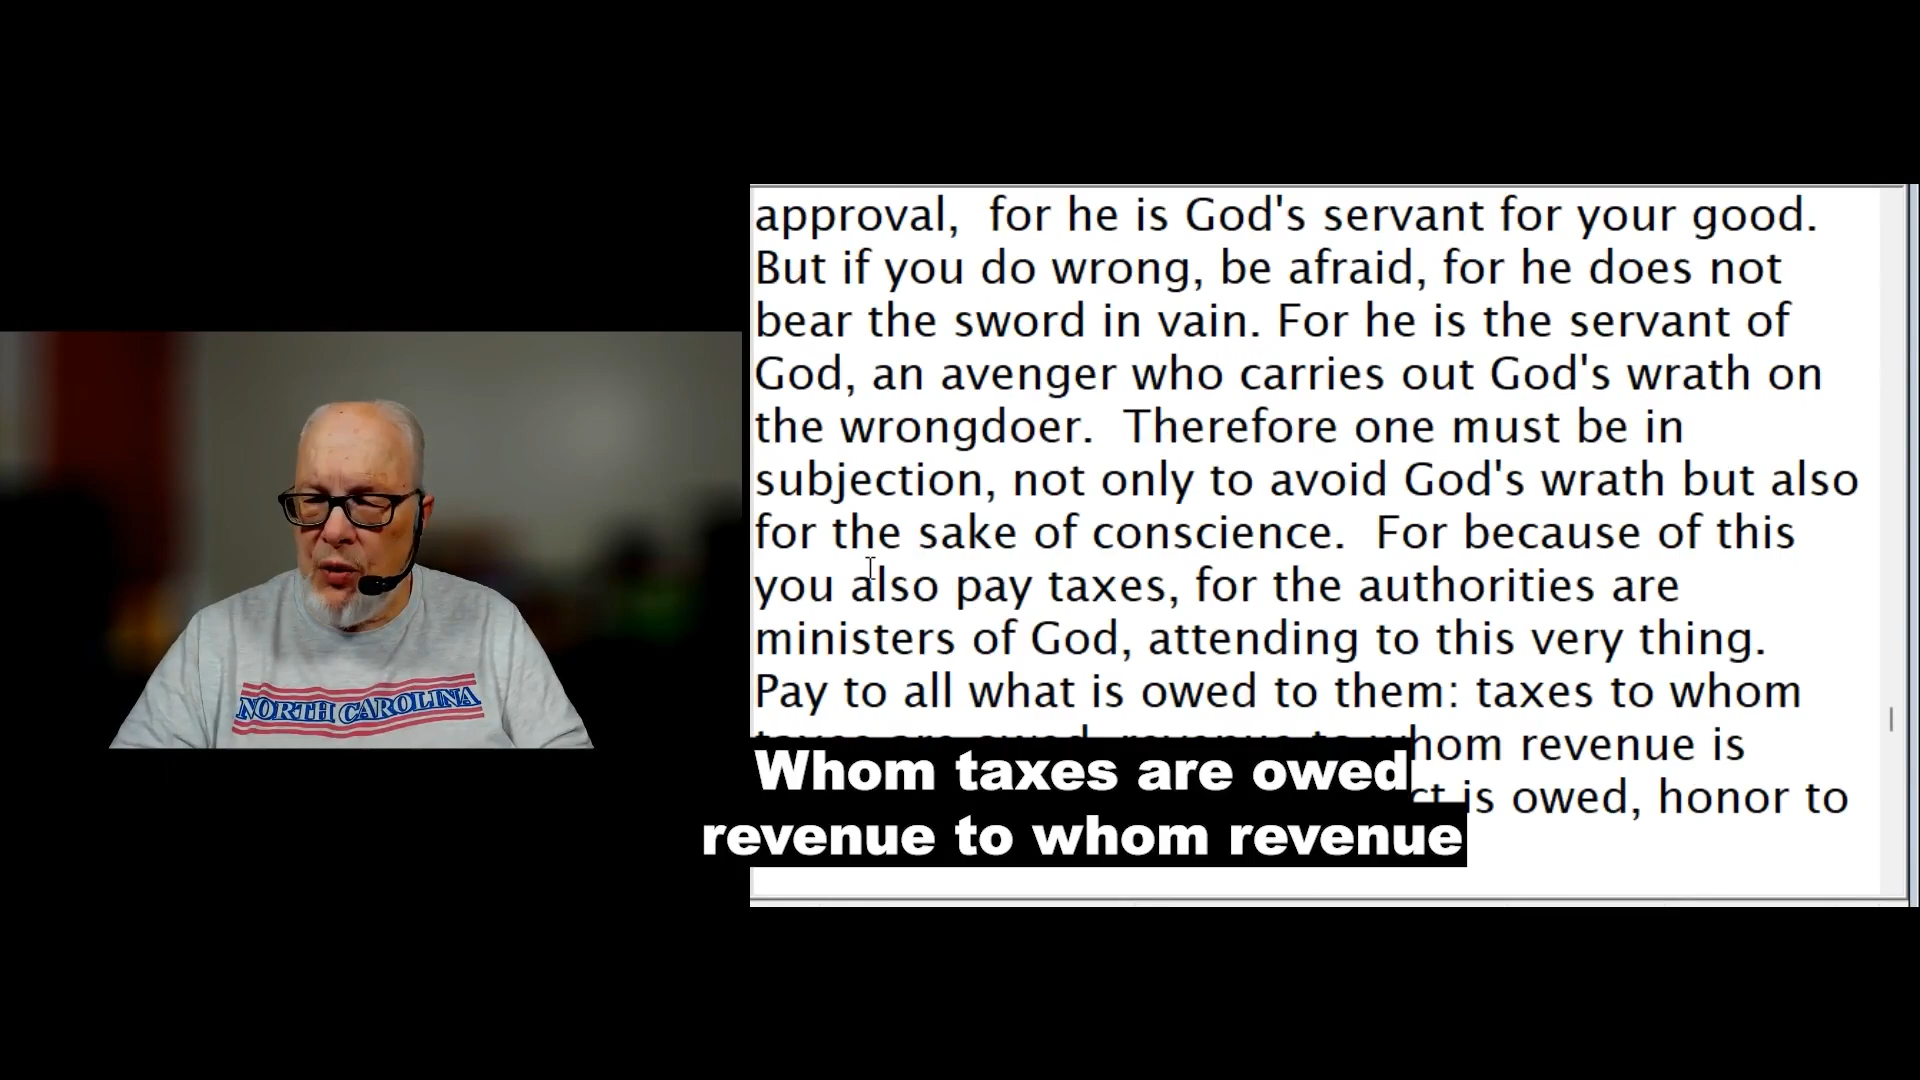 approval,  for he is God's servant for your good.
But if you do wrong, be afraid, for he does not
bear the sword in vain. For he is the servant of
God, an avenger who carries out God's wrath on
the wrongdoer.  Therefore one must be in
subjection, not only to avoid God's wrath but also
for the sake of conscience.  For because of this
you also pay taxes, for the authorities are
ministers of God, attending to this very thing.
Pay to all what is owed to them: taxes to whom
whom revenue is
is owed, honor to
Whom taxes are owed
revenue to whom revenue
NORTH CAROLINA